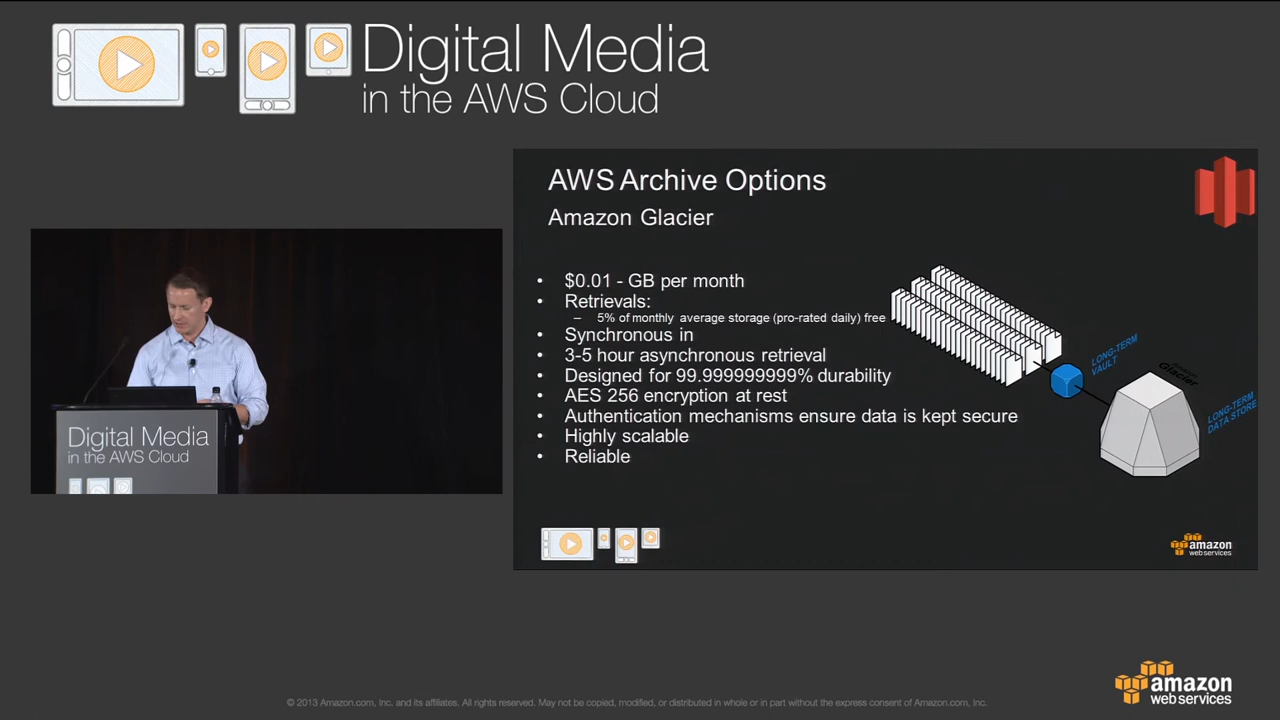 Digital Media
in the AWS Cloud
AWS Archive Options
Amazon Glacier
• $0.01 - GB per month
• Retrievals:
– 5% of monthly average storage (pro-rated daily) free
• Synchronous in
• 3-5 hour asynchronous retrieval
• Designed for 99.999999999% durability
• AES 256 encryption at rest
• Authentication mechanisms ensure data is kept secure
• Highly scalable
• Reliable
LONG-TERM
VAULT
Glacier
LONG-TERM
DATA STORE
amazon
web services
Digital Media
in the AWS Cloud
amazon
web services
© 2013 Amazon.com, Inc. and its affiliates. All rights reserved. May not be copied, modified, or distributed in whole or in part without the express consent of Amazon.com, Inc.